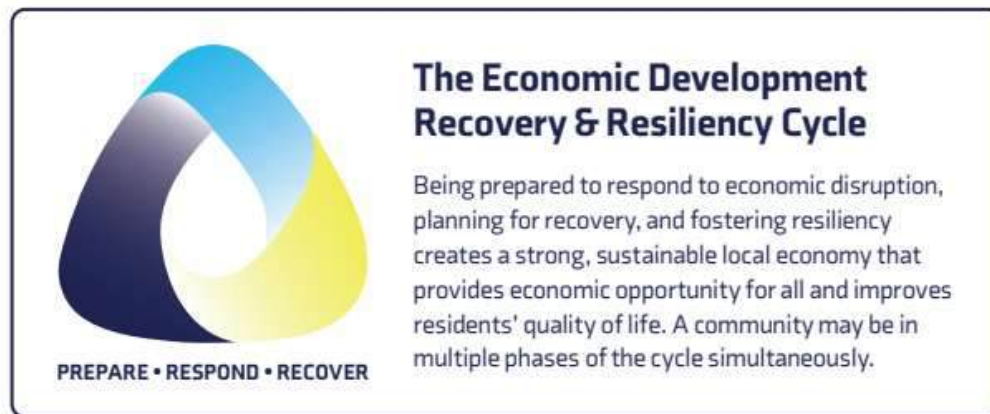 The Economic Development
Recovery & Resiliency Cycle
Being prepared to respond to economic disruption,
planning for recovery, and fostering resiliency
creates a strong, sustainable local economy that
provides economic opportunity for all and improves
residents' quality of life. A community may be in
multiple phases of the cycle simultaneously.
PREPARE • RESPOND • RECOVER